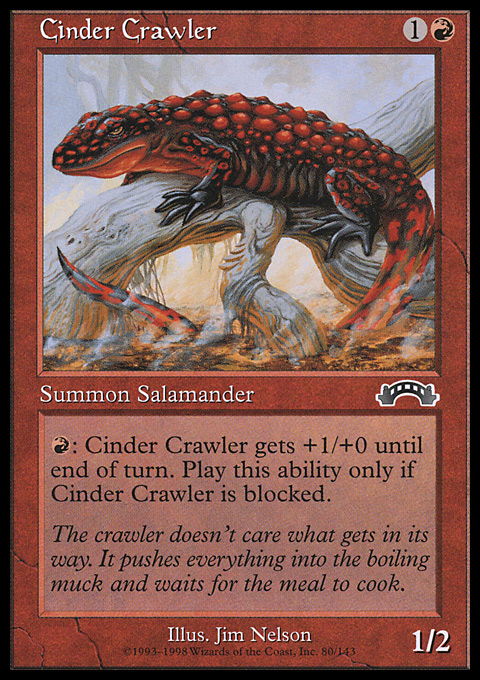 Cinder Crawler 1
Summon Salamander
: Cinder Crawler gets +1/+0 until
end of turn. Play this ability only if
Cinder Crawler is blocked.
The crawler doesn't care what gets in its
way. It pushes everything into the boiling
muck and waits for the meal to cook.
Illus. Jim Nelson
©1993–1998 Wizards of the Coast, Inc. 80/143
1/2